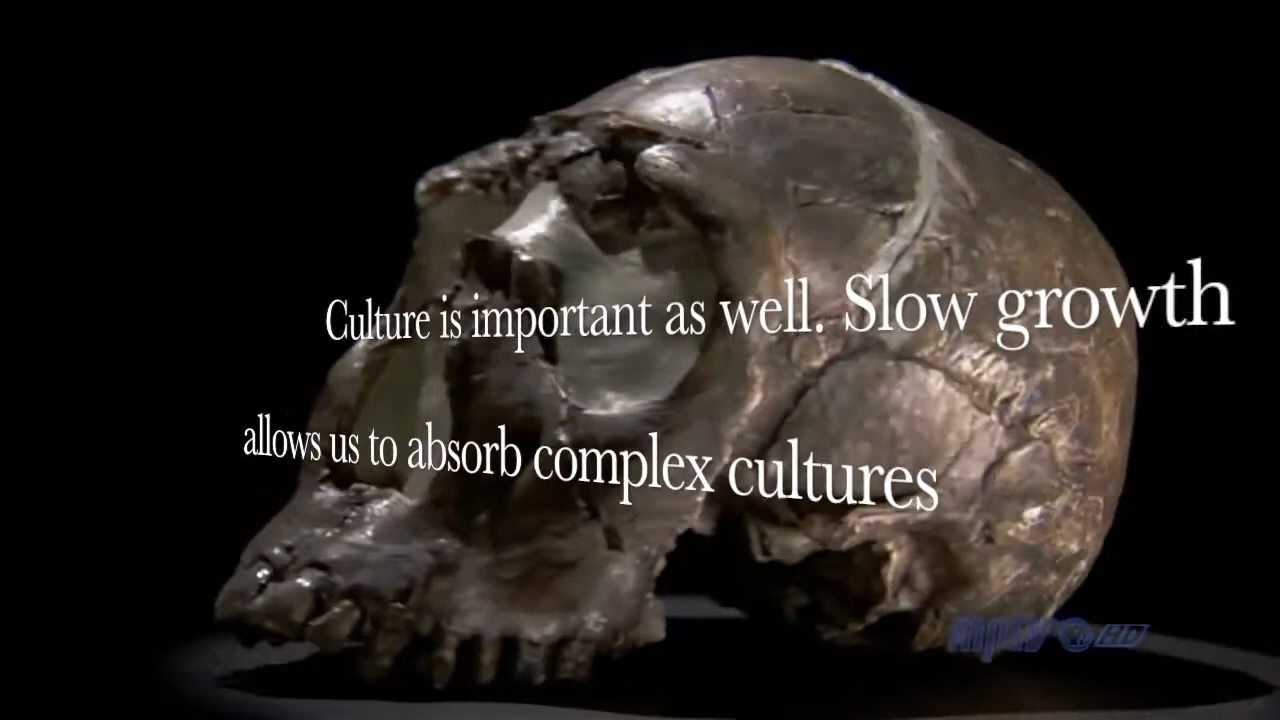 Culture is important as well. Slow growth
allows us to absorb complex cultures